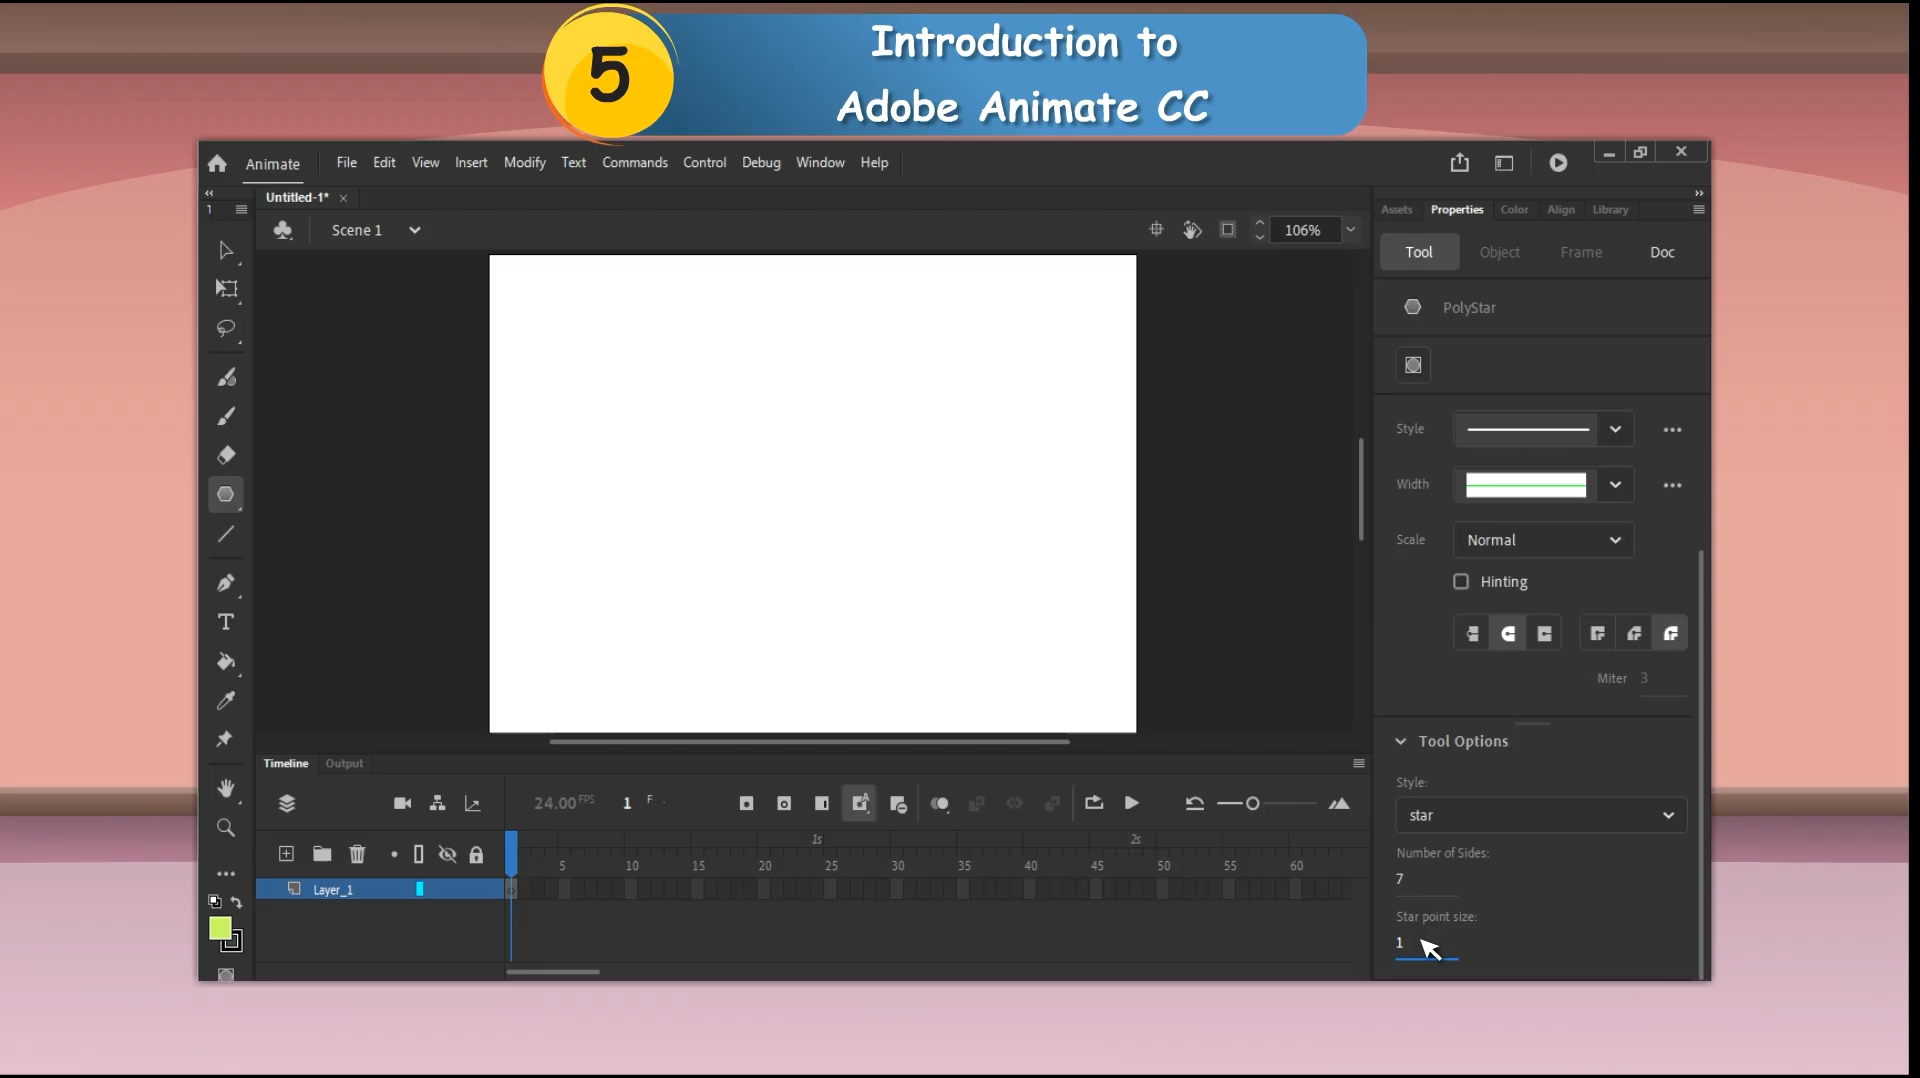 5
Introduction to
Adobe Animate CC
Animate File Edit View Insert Modify Text Commands Control Debug Window Help
1
Untitled-1*
Assets Properties Color Align Library
Scene 1
106%
Tool Object Frame Doc
PolyStar
Style
Width
Scale Normal
Hinting
Miter 3
Tool Options
Style:
star
Number of Sides:
7
Star point size:
1
Timeline Output
24.00 FPS 1 F
1s 2s
5 10 15 20 25 30 35 40 45 50 55 60
Layer_1